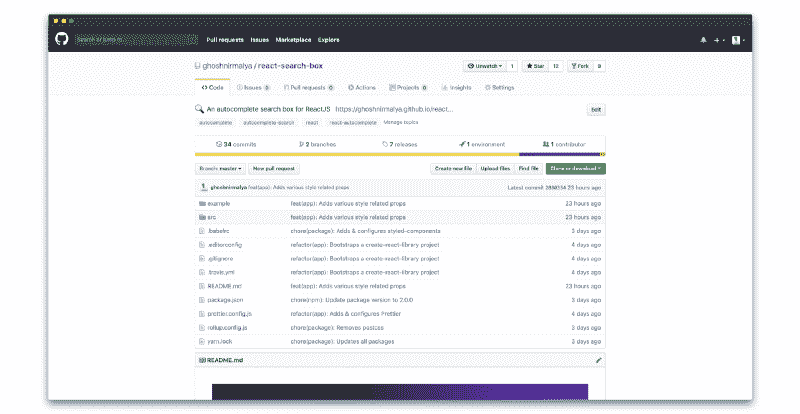 Pull requests Issues Marketplace Explore
ghoshnirmalya / react-search-box
Unwatch 1 Star 12 Fork
Code Issues 0 Pull requests 0 Actions Projects 0 Insights Settings
An autocomplete search box for ReactJS https://ghoshnirmalya.github.io/react... Edit
autocomplete autocomplete-search react react-autocomplete Manage topics
34 commits 2 branches 7 releases 1 environment 1 contributor
Branch: master New pull request Create new file Upload files Find file Clone or download
ghoshnirmalya feat(app): Adds various style related props Latest commit 23 hours ago
example feat(app): Adds various style related props 23 hours ago
src feat(app): Adds various style related props 23 hours ago
.babelrc chore(package): Adds & configures styled-components 3 days ago
.editorconfig refactor(app): Bootstraps a create-react-library project 4 days ago
.gitignore refactor(app): Bootstraps a create-react-library project 4 days ago
.travis.yml refactor(app): Bootstraps a create-react-library project 4 days ago
README.md feat(app): Adds various style related props 23 hours ago
package.json chore(npm): Update package version to 2.0.0 3 days ago
prettier.config.js refactor(app): Adds & configures Prettier 4 days ago
rollup.config.js chore(package): Removes postcss 3 days ago
yarn.lock chore(package): Updates all packages 3 days ago
README.md